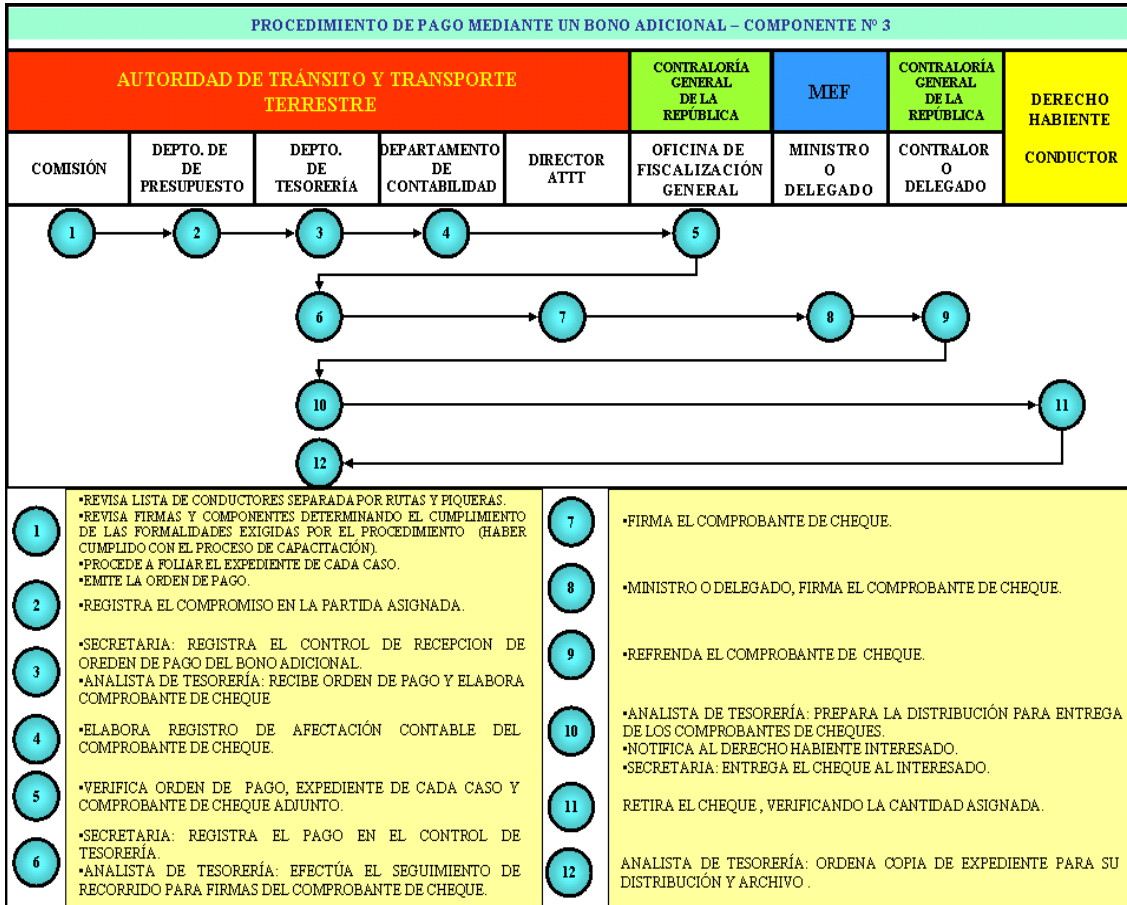 PROCEDIMIENTO DE PAGO MEDIANTE UN BONO ADICIONAL – COMPONENTE Nº 3
AUTORIDAD DE TRÁNSITO Y TRANSPORTE
TERRESTRE
CONTRALORÍA
GENERAL
DE LA
REPÚBLICA
MEF
CONTRALORÍA
GENERAL
DE LA
REPÚBLICA
DERECHO
HABIENTE
CONDUCTOR
COMISIÓN
DEPTO. DE
DE
PRESUPUESTO
DEPTO.
DE
TESORERÍA
DEPARTAMENTO
DE
CONTABILIDAD
DIRECTOR
ATTT
OFICINA DE
FISCALIZACIÓN
GENERAL
MINISTRO
O
DELEGADO
CONTRALOR
O
DELEGADO
1
2
3
4
5
6
7
8
9
10
11
12
1
•REVISA LISTA DE CONDUCTORES SEPARADA POR RUTAS Y PIQUERAS.
•REVISA FIRMAS Y COMPONENTES DETERMINANDO EL CUMPLIMIENTO
DE LAS FORMALIDADES EXIGIDAS POR EL PROCEDIMIENTO (HABER
CUMPLIDO CON EL PROCESO DE CAPACITACIÓN).
•PROCEDE A FOLIAR EL EXPEDIENTE DE CADA CASO.
•EMITE LA ORDEN DE PAGO.
2
•REGISTRA EL COMPROMISO EN LA PARTIDA ASIGNADA.
3
•SECRETARIA: REGISTRA EL CONTROL DE RECEPCION DE
OREDEN DE PAGO DEL BONO ADICIONAL.
•ANALISTA DE TESORERÍA: RECIBE ORDEN DE PAGO Y ELABORA
COMPROBANTE DE CHEQUE
4
•ELABORA REGISTRO DE AFECTACIÓN CONTABLE DEL
COMPROBANTE DE CHEQUE.
5
•VERIFICA ORDEN DE PAGO, EXPEDIENTE DE CADA CASO Y
COMPROBANTE DE CHEQUE ADJUNTO.
6
•SECRETARIA: REGISTRA EL PAGO EN EL CONTROL DE
TESORERÍA.
•ANALISTA DE TESORERÍA: EFECTÚA EL SEGUIMIENTO DE
RECORRIDO PARA FIRMAS DEL COMPROBANTE DE CHEQUE.
7
•FIRMA EL COMPROBANTE DE CHEQUE.
8
•MINISTRO O DELEGADO, FIRMA EL COMPROBANTE DE CHEQUE.
9
•REFRENDA EL COMPROBANTE DE CHEQUE.
10
•ANALISTA DE TESORERÍA: PREPARA LA DISTRIBUCIÓN PARA ENTREGA
DE LOS COMPROBANTES DE CHEQUES.
•NOTIFICA AL DERECHO HABIENTE INTERESADO.
•SECRETARIA: ENTREGA EL CHEQUE AL INTERESADO.
11
RETIRA EL CHEQUE , VERIFICANDO LA CANTIDAD ASIGNADA.
12
ANALISTA DE TESORERÍA: ORDENA COPIA DE EXPEDIENTE PARA SU
DISTRIBUCIÓN Y ARCHIVO .